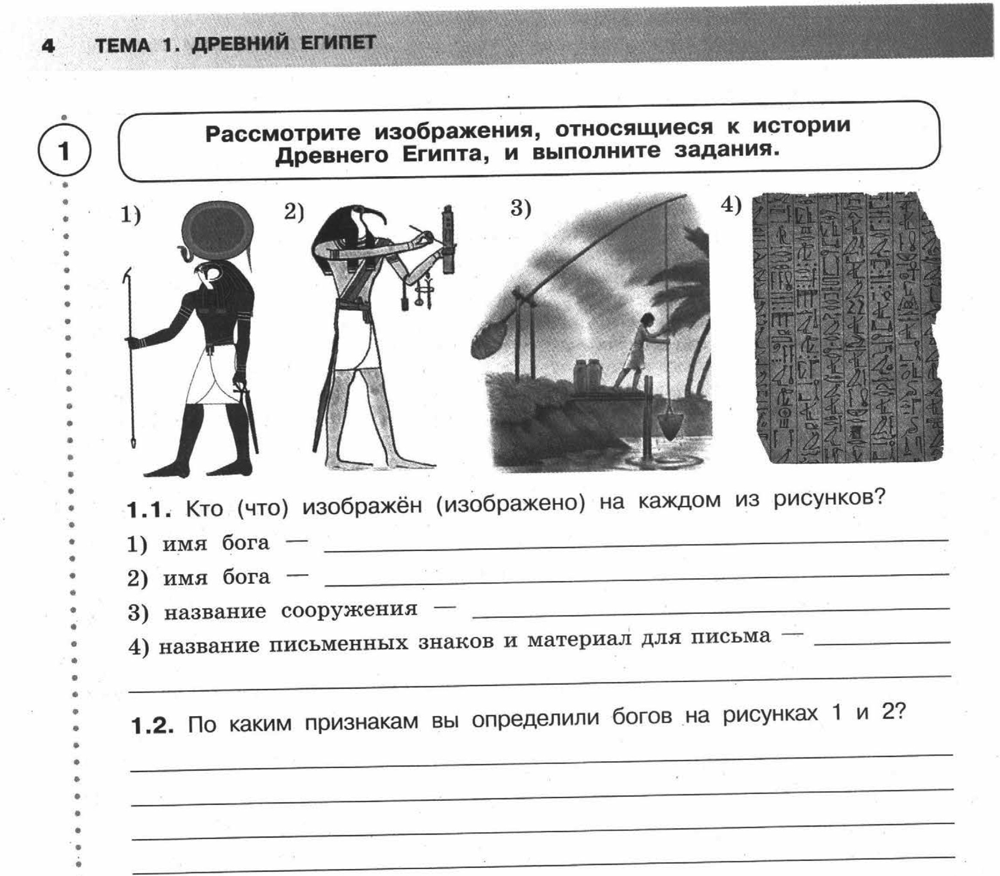 4 ТЕМА 1. ДРЕВНИЙ ЕГИПЕТ
1
Рассмотрите изображения, относящиеся к истории
Древнего Египта, и выполните задания.
1) 2) 3) 4)
1.1. Кто (что) изображён (изображено) на каждом из рисунков?
1) имя бога —
2) имя бога —
3) название сооружения —
4) название письменных знаков и материал для письма —
1.2. По каким признакам вы определили богов на рисунках 1 и 2?